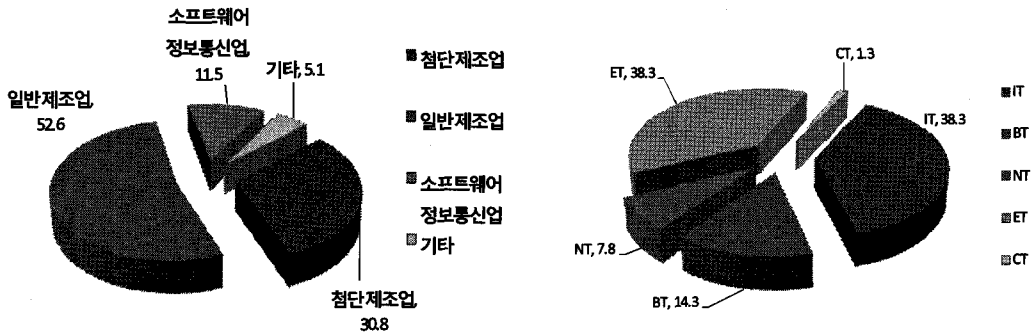 소프트웨어
정보통신업,
11.5
기타, 5.1
일반제조업,
52.6
첨단제조업,
30.8
첨단제조업
일반제조업
소프트웨어
정보통신업
기타
ET, 38.3
CT, 1.3
IT, 38.3
NT, 7.8
BT, 14.3
IT
BT
NT
ET
CT